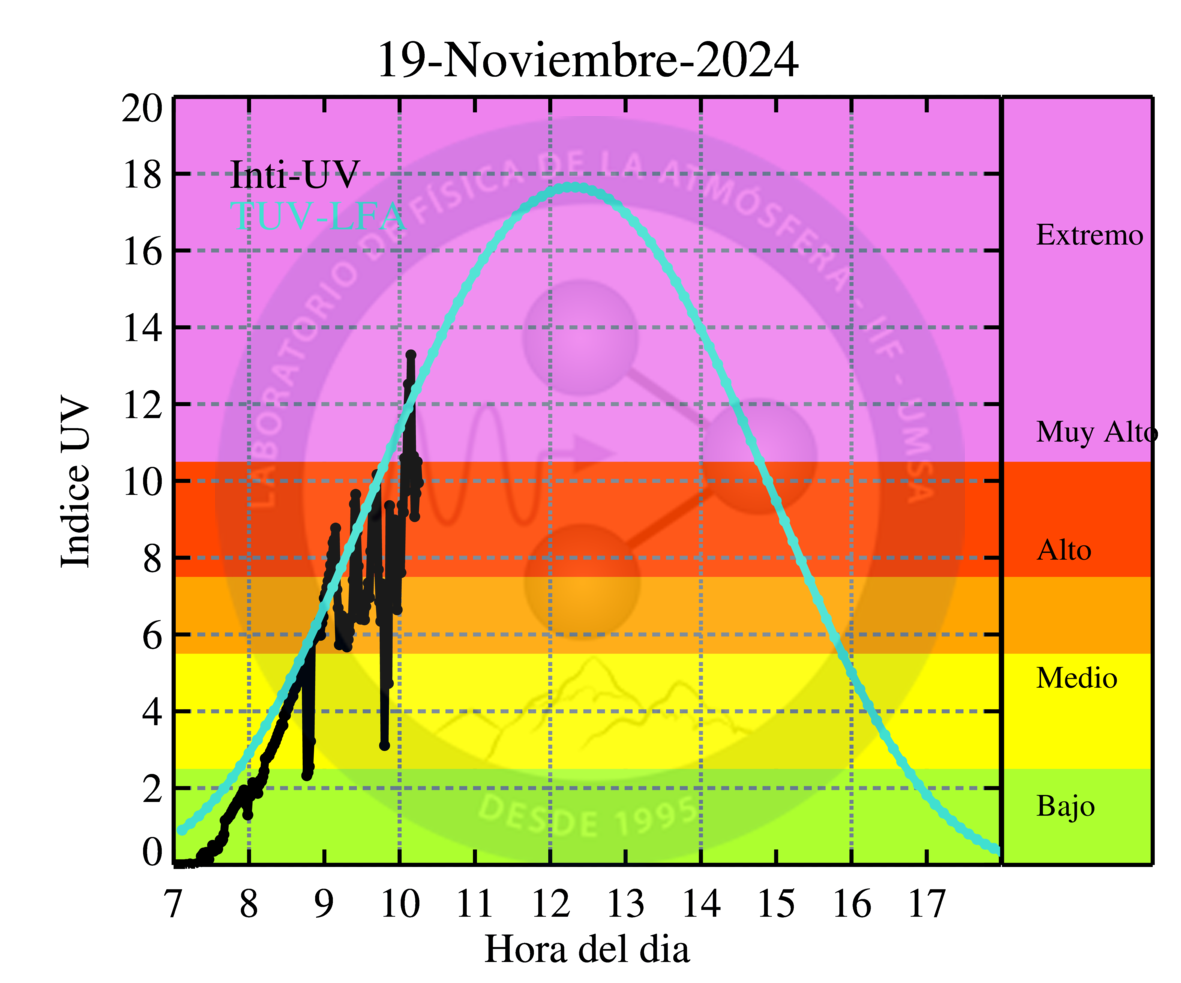 19-Noviembre-2024
20
18
16
14
12
10
8
6
4
2
0
Indice UV
Inti-UV
TUV-LFA
LABORATORIO DE FÍSICA DE LA ATMÓSFERA - IIF - UMSA
DESDE 1995
Extremo
Muy Alto
Alto
Medio
Bajo
7 8 9 10 11 12 13 14 15 16 17
Hora del dia